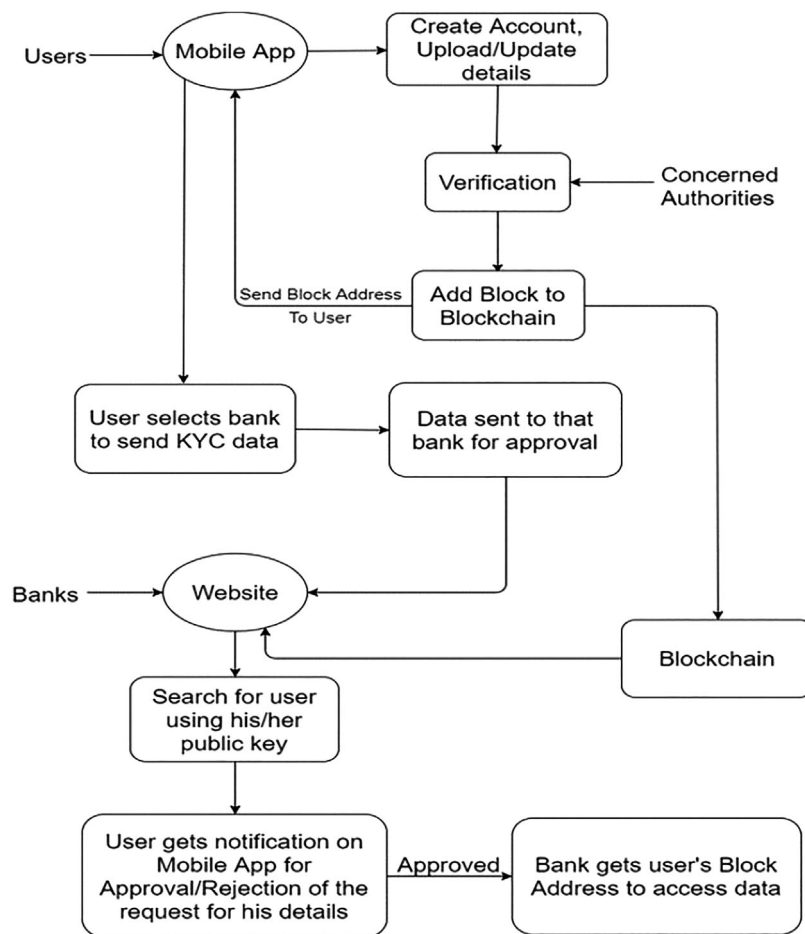 Users
Mobile App
Create Account,
Upload/Update
details
Verification
Concerned
Authorities
Send Block Address
To User
Add Block to
Blockchain
User selects bank
to send KYC data
Data sent to that
bank for approval
Banks
Website
Blockchain
Search for user
using his/her
public key
User gets notification on
Mobile App for
Approval/Rejection of the
request for his details
Approved
Bank gets user's Block
Address to access data